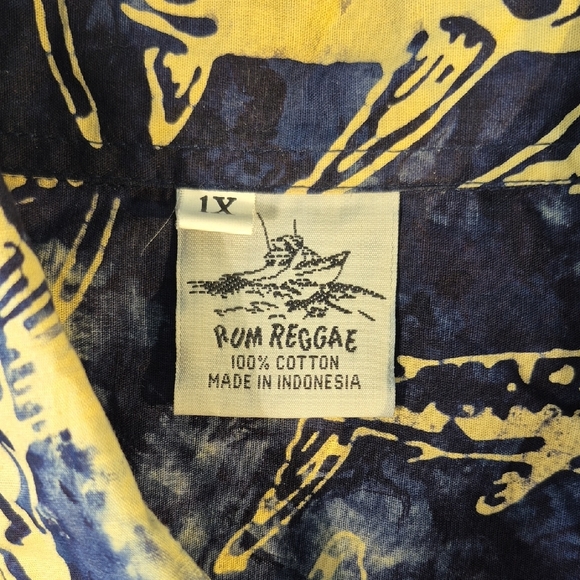 1X
RUM REGGAE
100% COTTON
MADE IN INDONESIA